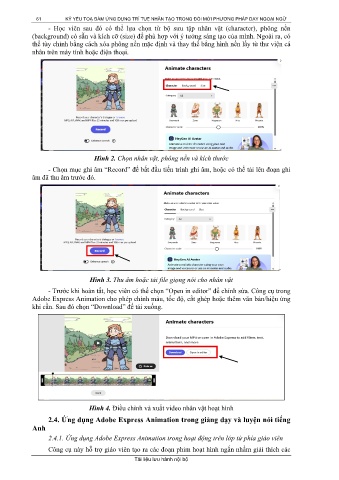 61 KỶ YẾU TỌA ĐÀM ỨNG DỤNG TRÍ TUỆ NHÂN TẠO TRONG ĐỔI MỚI PHƯƠNG PHÁP DẠY NGOẠI NGỮ
- Học viên sau đó có thể lựa chọn từ bộ sưu tập nhân vật (character), phông nền
(background) có sẵn và kích cỡ (size) để phù hợp với ý tưởng sáng tạo của mình. Ngoài ra, có
thể tùy chỉnh bằng cách xóa phông nền mặc định và thay thế bằng hình nền lấy từ thư viện cá
nhân trên máy tính hoặc điện thoại.
Animate characters
Character Background Size
Category All
Record
Hình 2. Chọn nhân vật, phông nền và kích thước
- Chọn mục ghi âm “Record” để bắt đầu tiến trình ghi âm, hoặc có thể tải lên đoạn ghi
âm đã thu âm trước đó.
Animate characters
Character Background Size
Category All
Record
Hình 3. Thu âm hoặc tải file giọng nói cho nhân vật
- Trước khi hoàn tất, học viên có thể chọn “Open in editor” để chỉnh sửa. Công cụ trong
Adobe Express Animation cho phép chỉnh màu, tốc độ, cắt ghép hoặc thêm văn bản/hiệu ứng
khi cần. Sau đó chọn “Download” để tải xuống.
Animate characters
Download Open in editor
Hình 4. Điều chỉnh và xuất video nhân vật hoạt hình
2.4. Ứng dụng Adobe Express Animation trong giảng dạy và luyện nói tiếng
Anh
2.4.1. Ứng dụng Adobe Express Animation trong hoạt động trên lớp từ phía giáo viên
Công cụ này hỗ trợ giáo viên tạo ra các đoạn phim hoạt hình ngắn nhằm giải thích các
Tài liệu lưu hành nội bộ